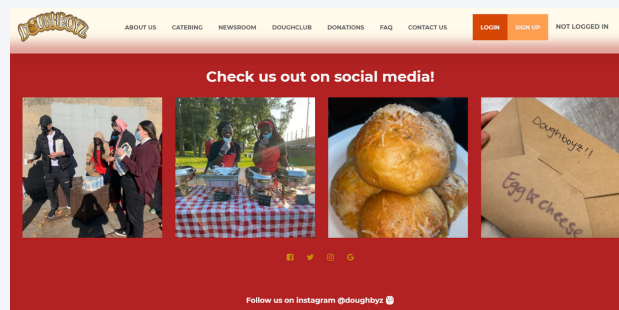 DOUGHBOYZ
ABOUT US CATERING NEWSROOM DOUGHCLUB DONATIONS FAQ CONTACT US LOGIN SIGN UP NOT LOGGED IN
Check us out on social media!
Doughboyz!!
Egg & cheese
Follow us on instagram @doughbyz